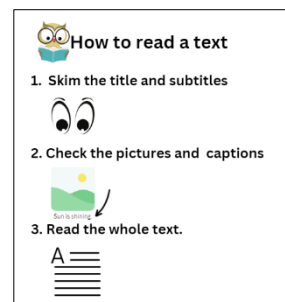 How to read a text
1. Skim the title and subtitles
2. Check the pictures and captions
Sun is shining
3. Read the whole text.
A